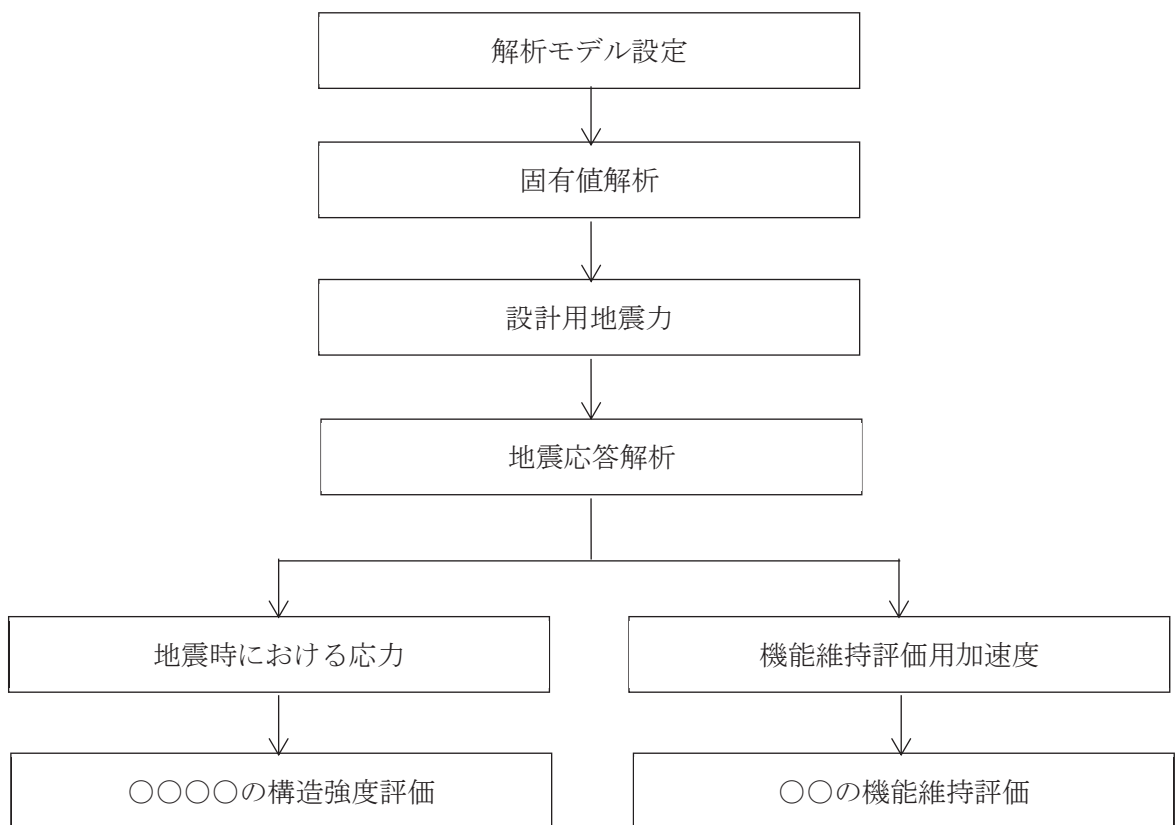 解析モデル設定
固有値解析
設計用地震力
地震応答解析
地震時における応力
機能維持評価用加速度
○○○○の構造強度評価
○○の機能維持評価